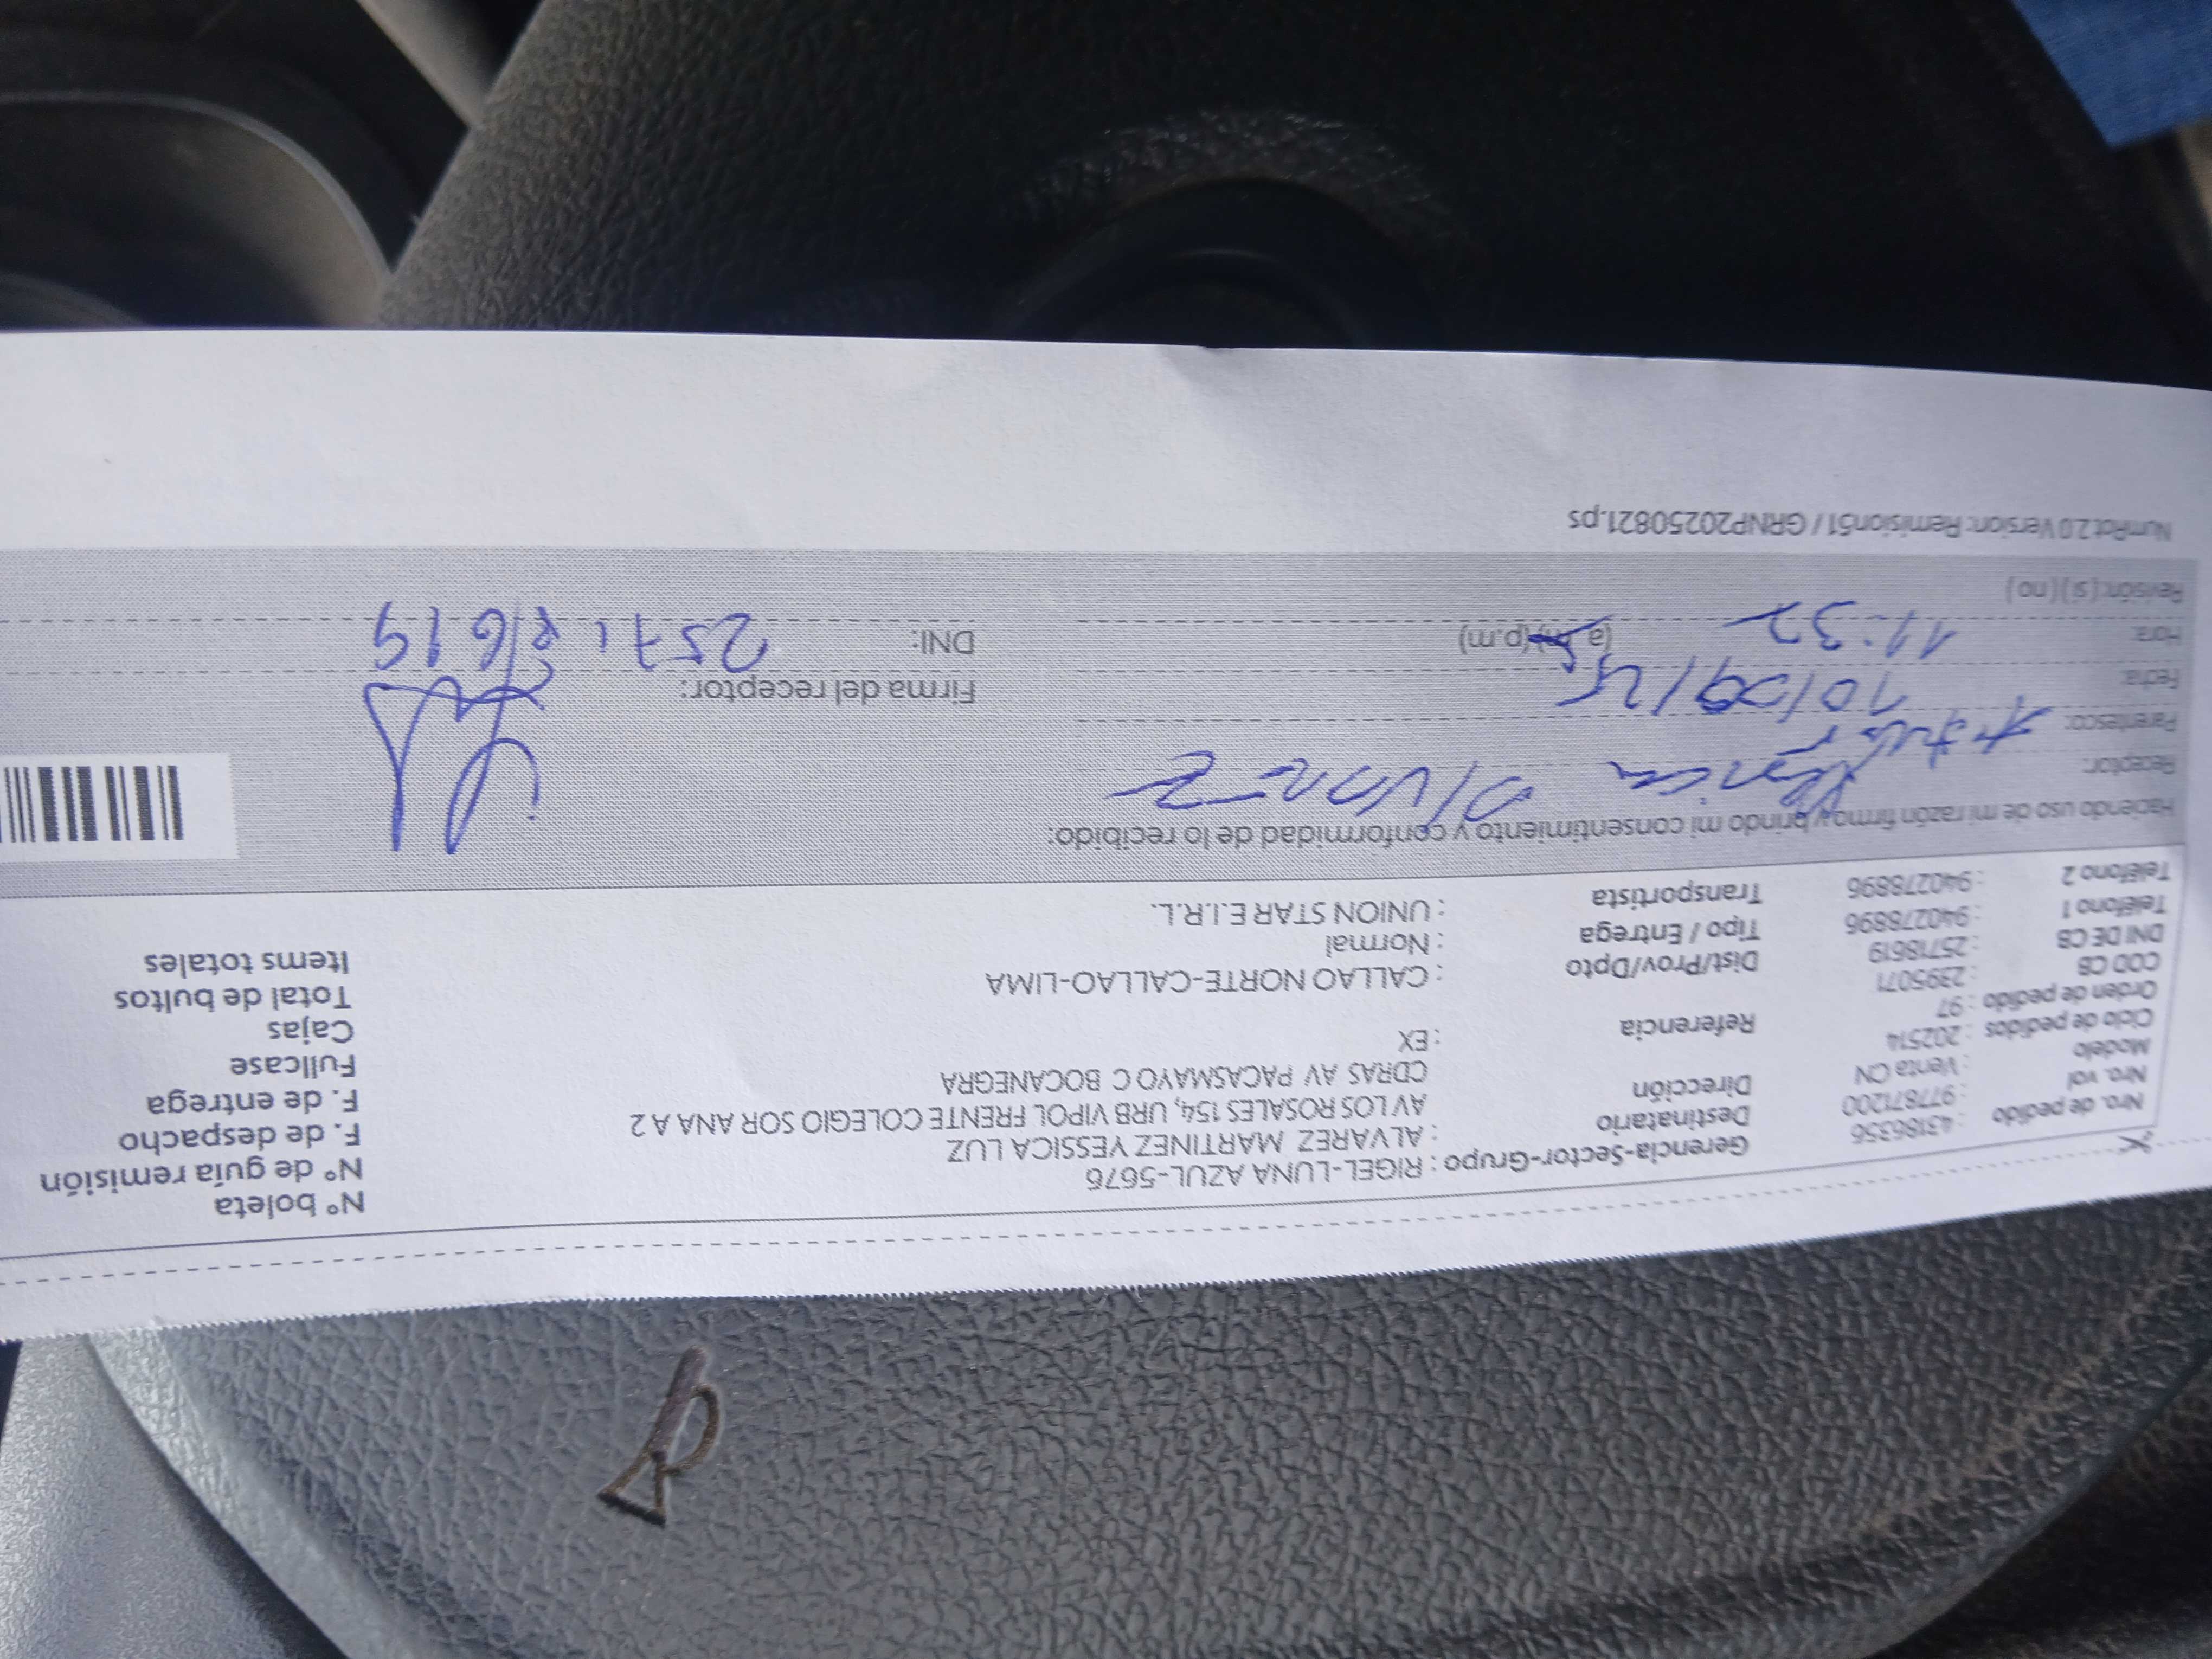 Gerencia-Sector-Grupo : RIGEL-LUNA AZUL-5676
Nro. de pedido : 43186356
Nro. vol : 977871200
Modelo : Venta CN
Ciclo de pedidos : 202514
Orden de pedido : 97
COD CB : 2395071
DNI DE CB : 25718619
Teléfono 1 : 940278896
Teléfono 2 : 940278896
Destinatario : ALVAREZ MARTINEZ YESSICA LUZ
Dirección AV LOS ROSALES 154, URB VIPOL FRENTE COLEGIO SOR ANA A 2
CDRAS AV PACASMAYO C BOCANEGRA
Referencia : EX
Dist/Prov/Dpto : CALLAO NORTE-CALLAO-LIMA
Tipo / Entrega : Normal
Transportista : UNION STAR E.I.R.L.
N° boleta
N° de guía remisión
F. de despacho
F. de entrega
Fullcase
Cajas
Total de bultos
Items totales
Haciendo uso de mi razón firmo y brindo mi consentimiento y conformidad de lo recibido:
Receptor:
Parentesco:
Fecha: 10/09/25
Hora: 11:32 (a.m)(p.m)
Revisión: (si) (no)
Firma del receptor:
DNI: 25718619
NumRot 2.0 Version: Remision51 / GRNP20250821.ps